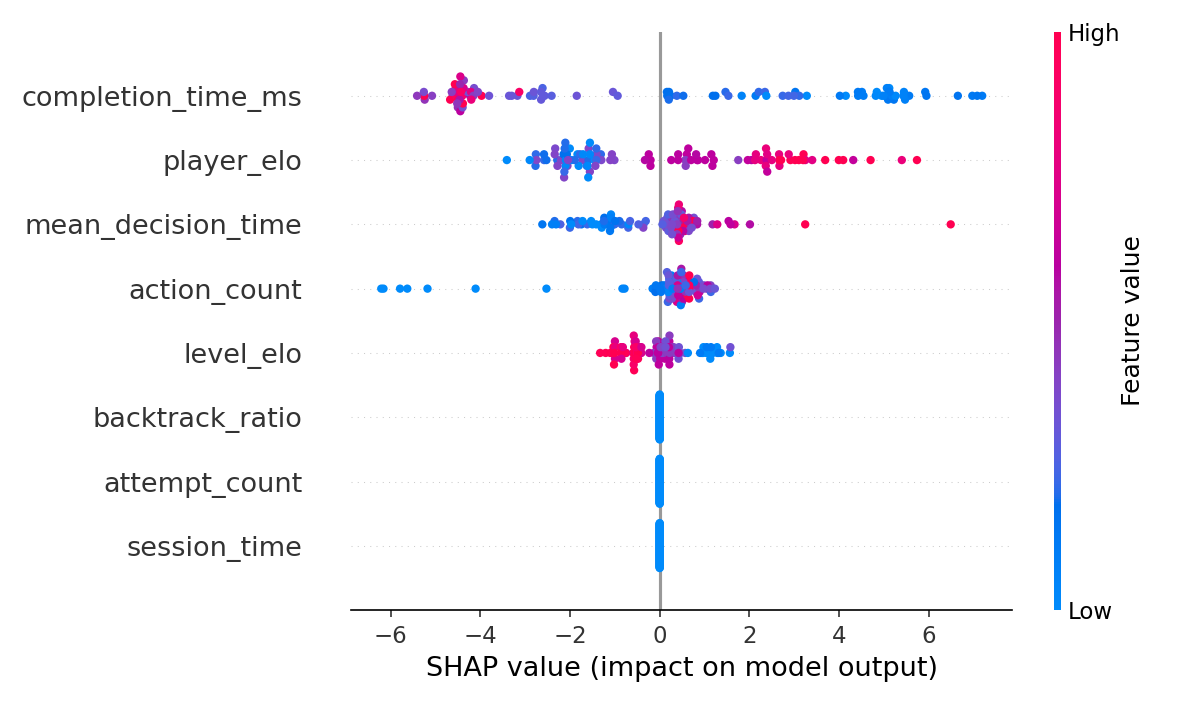 High
completion_time_ms
player_elo
mean_decision_time
action_count
level_elo
backtrack_ratio
attempt_count
session_time
Feature value
Low
−6 −4 −2 0 2 4 6
SHAP value (impact on model output)